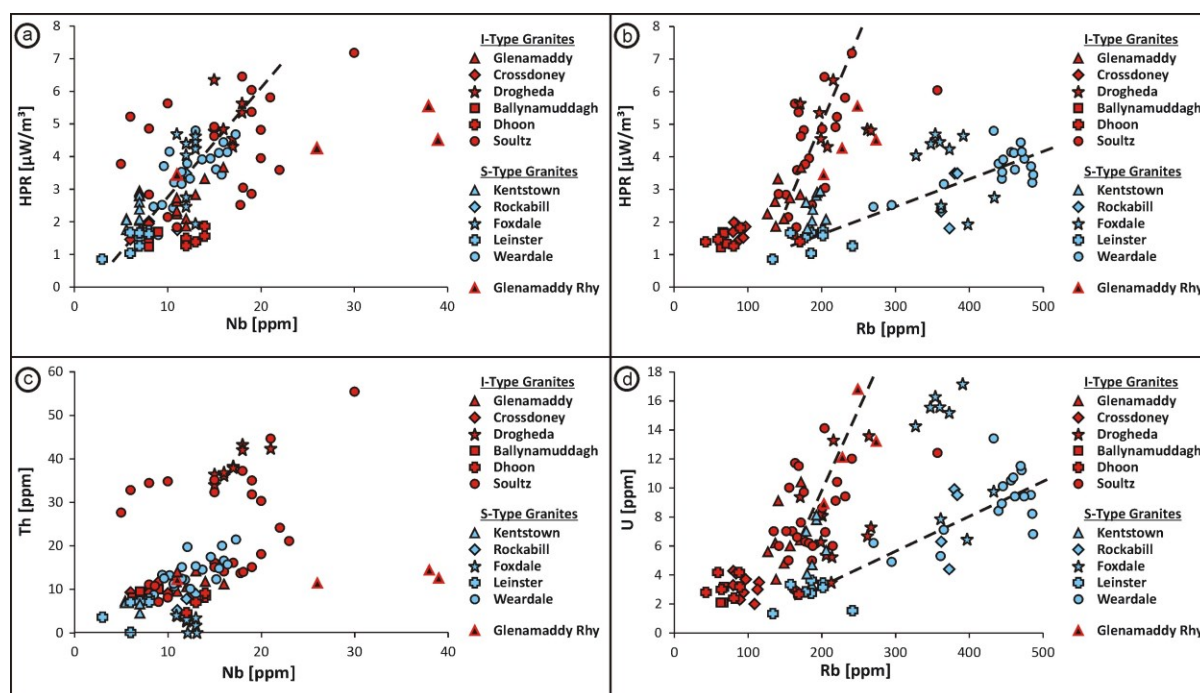 a
HPR [µW/m³]
8
7
6
5
4
3
2
1
0
0 10 20 30 40
Nb [ppm]
I-Type Granites
Glenamaddy
Crossdoney
Drogheda
Ballynamuddagh
Dhoon
Soultz
S-Type Granites
Kentstown
Rockabill
Foxdale
Leinster
Weardale
Glenamaddy Rhy
b
HPR [µW/m³]
8
7
6
5
4
3
2
1
0
0 100 200 300 400 500
Rb [ppm]
I-Type Granites
Glenamaddy
Crossdoney
Drogheda
Ballynamuddagh
Dhoon
Soultz
S-Type Granites
Kentstown
Rockabill
Foxdale
Leinster
Weardale
Glenamaddy Rhy
c
Th [ppm]
60
50
40
30
20
10
0
0 10 20 30 40
Nb [ppm]
I-Type Granites
Glenamaddy
Crossdoney
Drogheda
Ballynamuddagh
Dhoon
Soultz
S-Type Granites
Kentstown
Rockabill
Foxdale
Leinster
Weardale
Glenamaddy Rhy
d
U [ppm]
18
16
14
12
10
8
6
4
2
0
0 100 200 300 400 500
Rb [ppm]
I-Type Granites
Glenamaddy
Crossdoney
Drogheda
Ballynamuddagh
Dhoon
Soultz
S-Type Granites
Kentstown
Rockabill
Foxdale
Leinster
Weardale
Glenamaddy Rhy